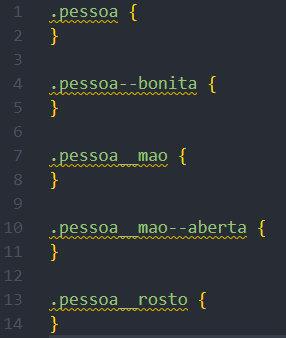 1 .pessoa {
2 }
3
4 .pessoa--bonita {
5 }
6
7 .pessoa__mao {
8 }
9
10 .pessoa__mao--aberta {
11 }
12
13 .pessoa__rosto {
14 }